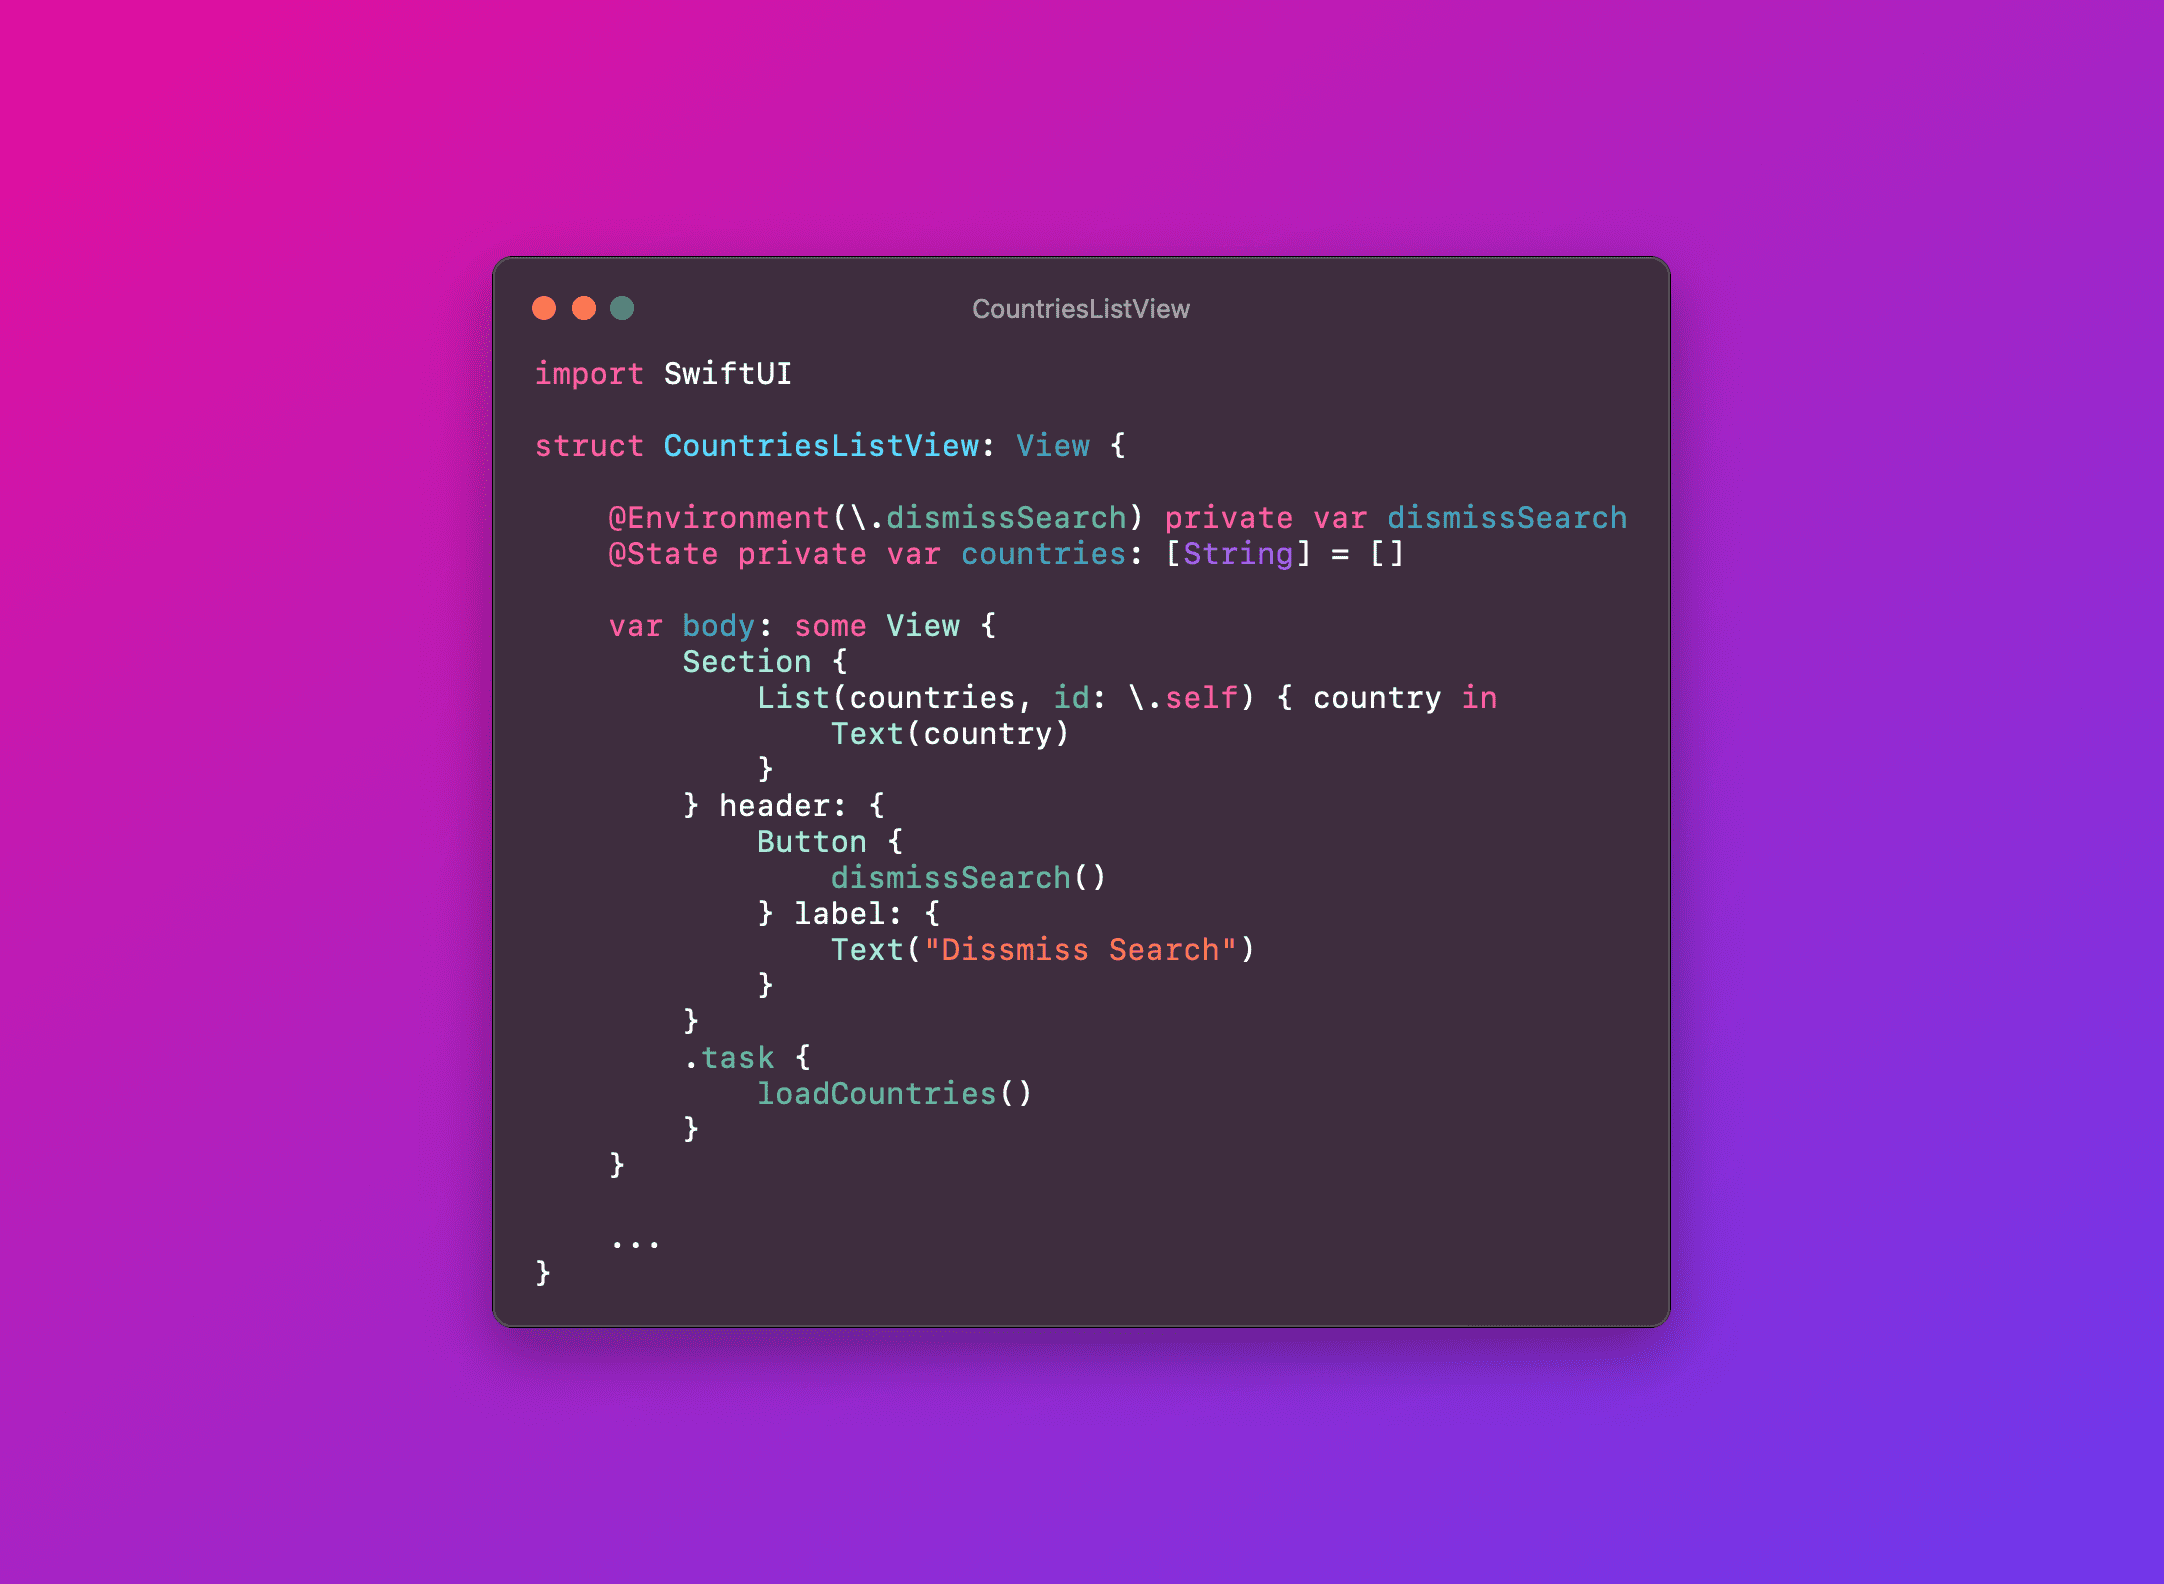 CountriesListView
import SwiftUI
struct CountriesListView: View {
@Environment(\.dismissSearch) private var dismissSearch
@State private var countries: [String] = []
var body: some View {
Section {
List(countries, id: \.self) { country in
Text(country)
}
} header: {
Button {
dismissSearch()
} label: {
Text("Dissmiss Search")
}
}
.task {
loadCountries()
}
}
...
}